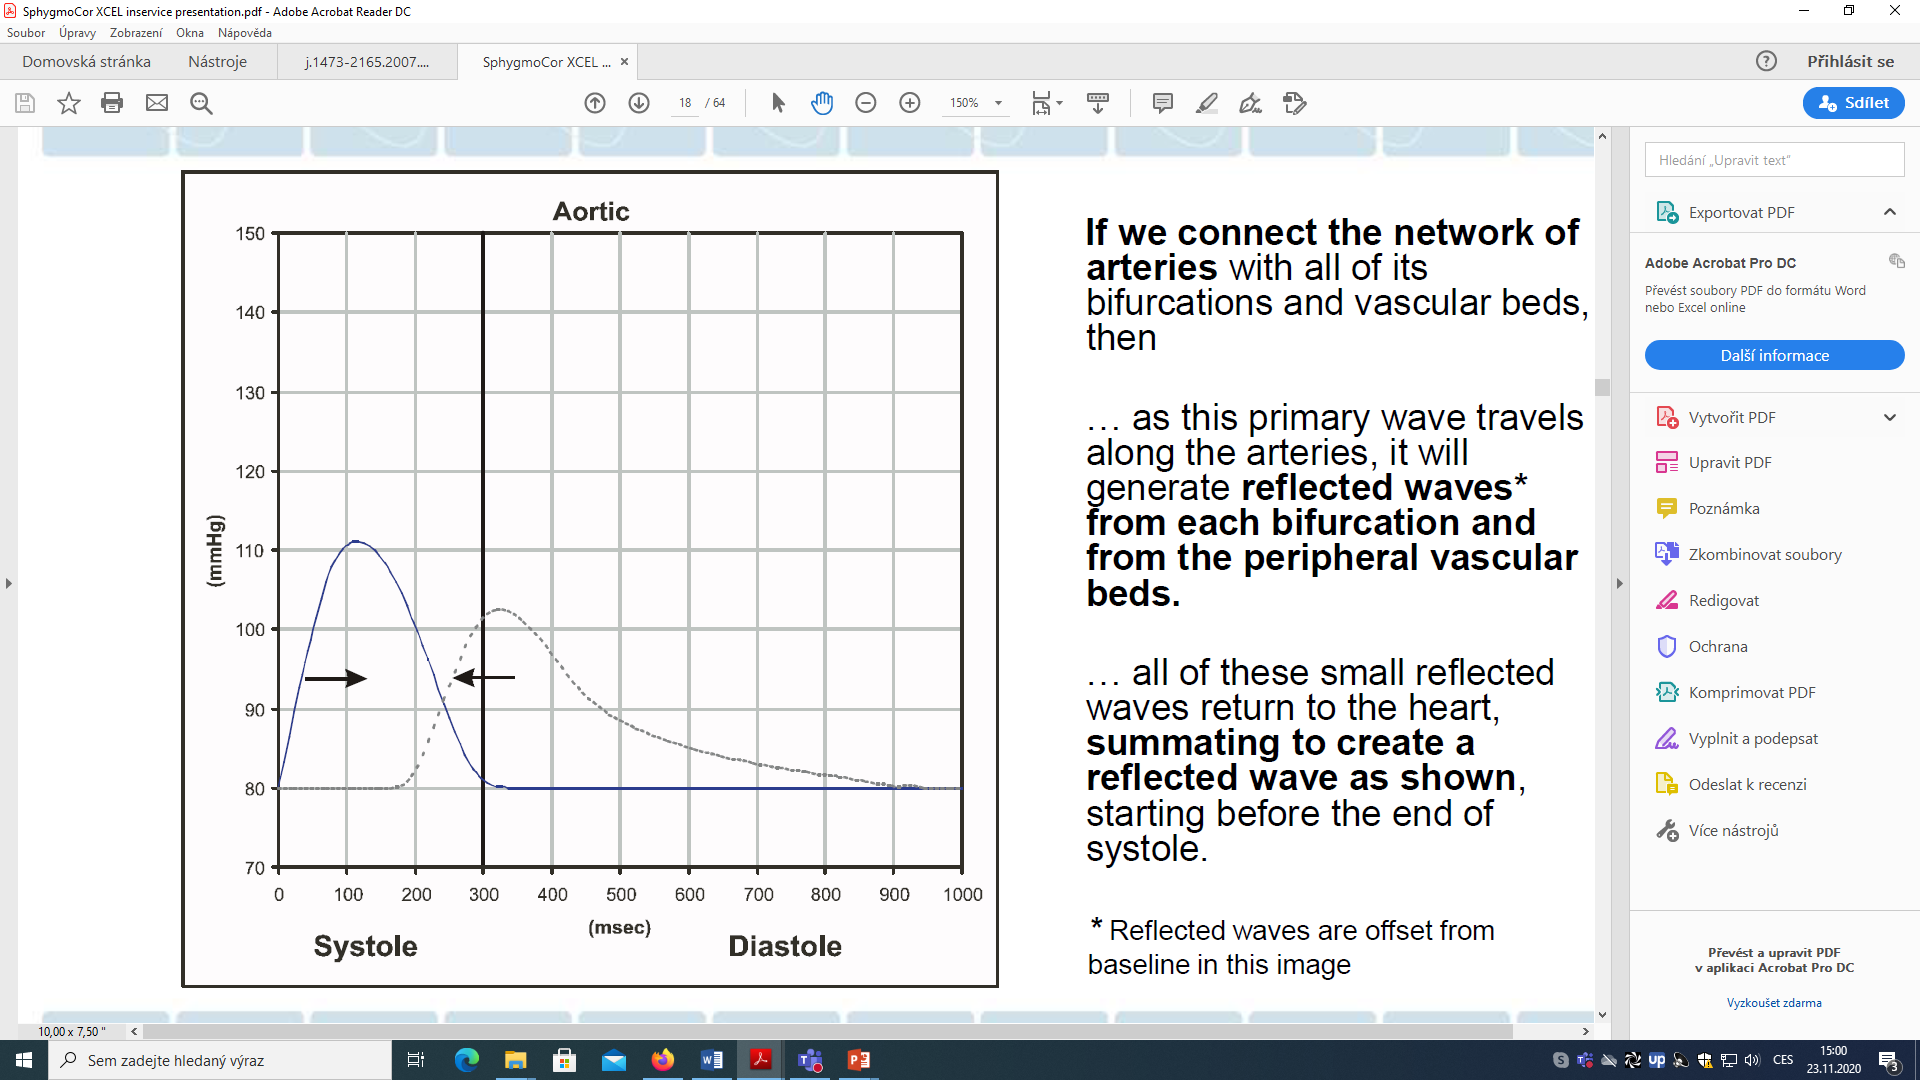 SphygmoCor XCEL inservice presentation.pdf - Adobe Acrobat Reader DC
Soubor Úpravy Zobrazení Okna Nápověda
Domovská stránka Nástroje j.1473-2165.2007.... SphygmoCor XCEL ... × Přihlásit se
18 / 64 150% Sdílet
Aortic
150
140
130
120
110
100
90
80
70
(mmHg)
0 100 200 300 400 500 600 700 800 900 1000
(msec)
Systole Diastole
If we connect the network of
arteries with all of its
bifurcations and vascular beds,
then
... as this primary wave travels
along the arteries, it will
generate reflected waves*
from each bifurcation and
from the peripheral vascular
beds.
... all of these small reflected
waves return to the heart,
summating to create a
reflected wave as shown,
starting before the end of
systole.
* Reflected waves are offset from
baseline in this image
Hledání „Upravit text"
Exportovat PDF
Adobe Acrobat Pro DC
Převést soubory PDF do formátu Word
nebo Excel online
Další informace
Vytvořit PDF
Upravit PDF
Poznámka
Zkombinovat soubory
Redigovat
Ochrana
Komprimovat PDF
Vyplnit a podepsat
Odeslat k recenzi
Více nástrojů
Převést a upravit PDF
v aplikaci Acrobat Pro DC
Vyzkoušet zdarma
10,00 x 7,50 "
Sem zadejte hledaný výraz
CES
15:00
23.11.2020
3